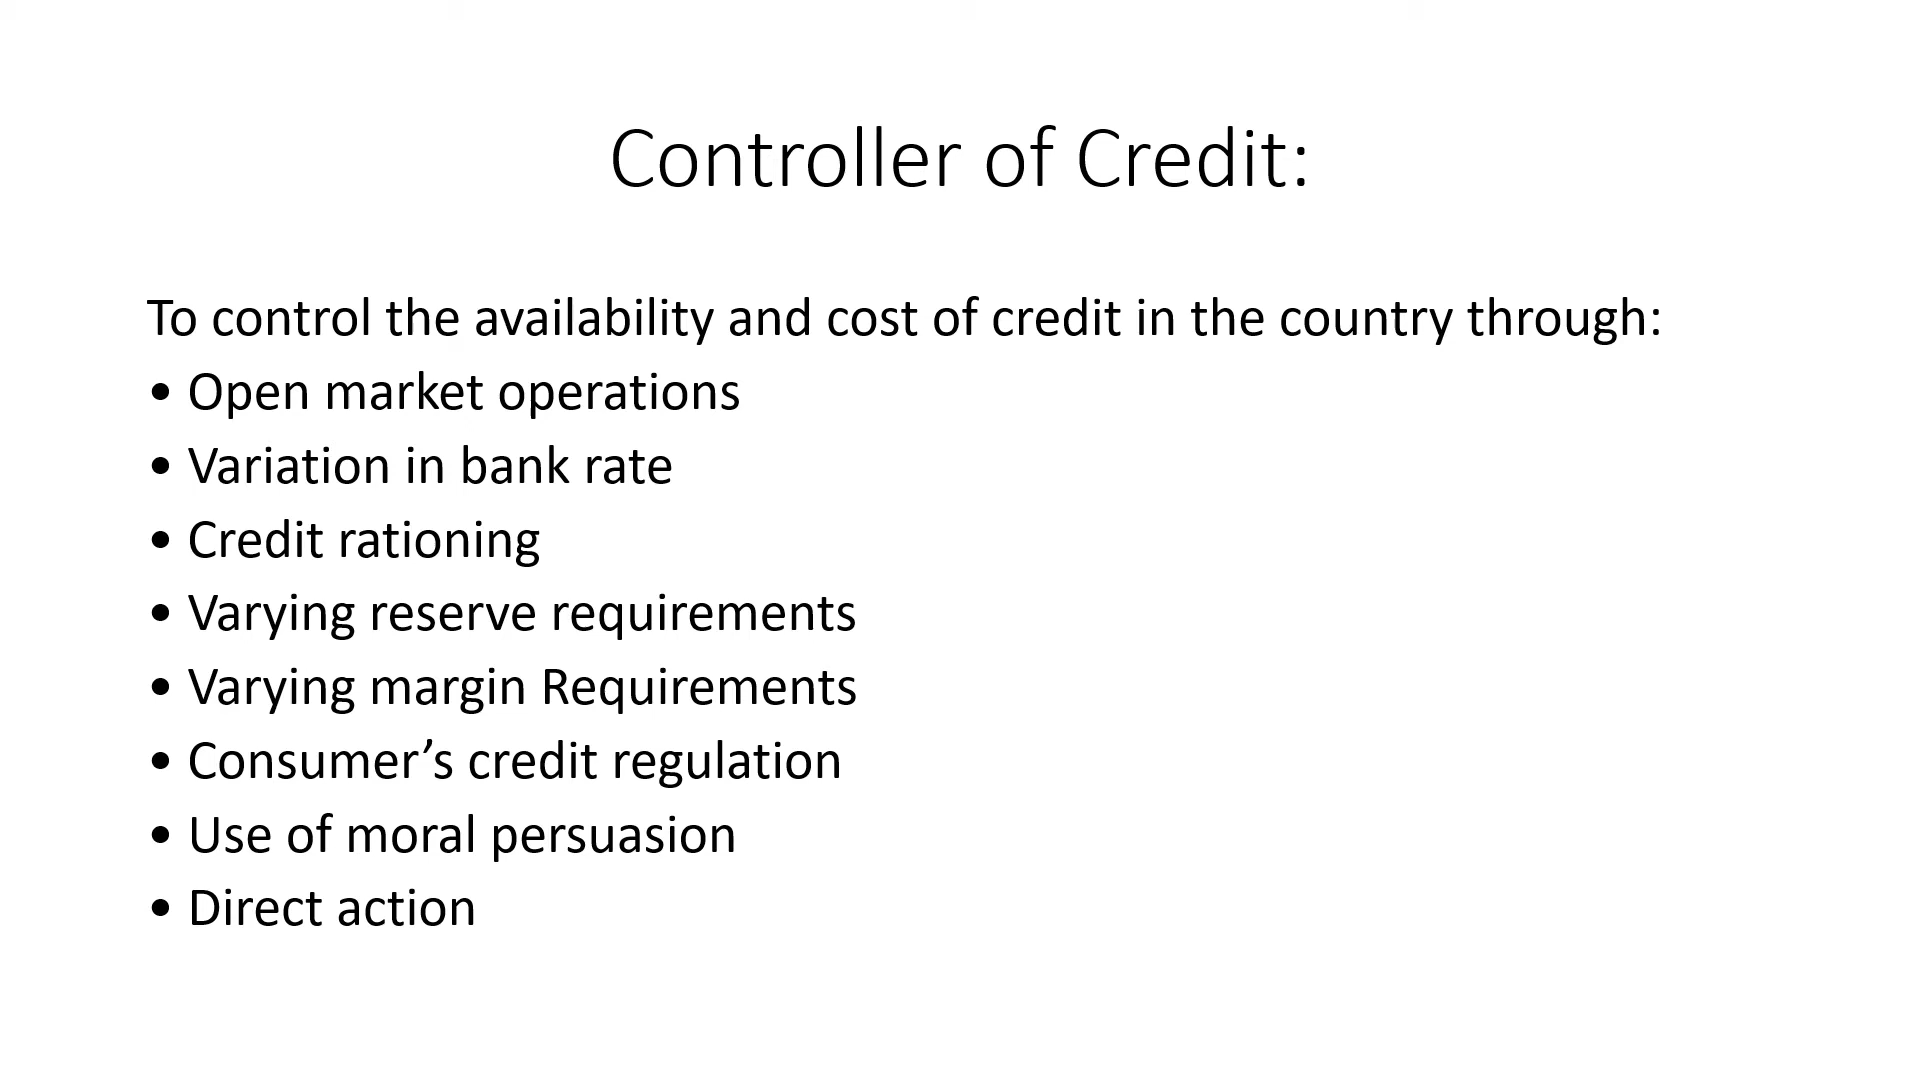 Controller of Credit:
To control the availability and cost of credit in the country through:
• Open market operations
• Variation in bank rate
• Credit rationing
• Varying reserve requirements
• Varying margin Requirements
• Consumer’s credit regulation
• Use of moral persuasion
• Direct action